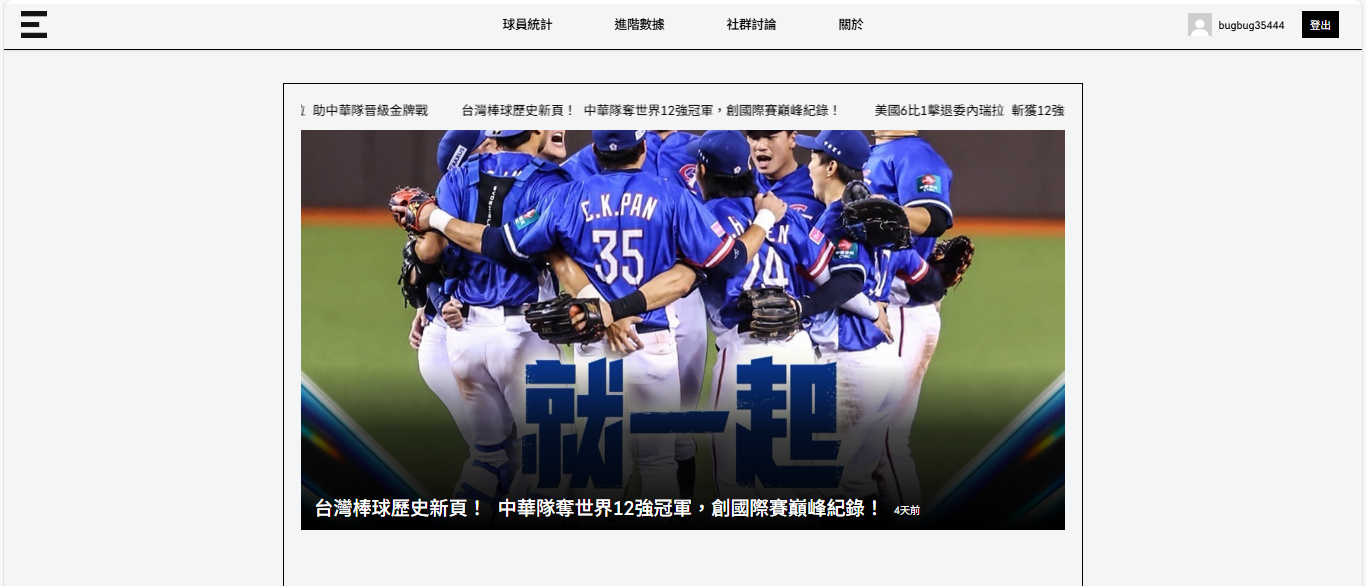 球員統計 進階數據 社群討論 關於 bugbug35444 登出
助中華隊晉級金牌戰 台灣棒球歷史新頁！ 中華隊奪世界12強冠軍，創國際賽巔峰紀錄！ 美國6比1擊退委內瑞拉 斬獲12強
C.K.PAN
35
24
就一起
台灣棒球歷史新頁！ 中華隊奪世界12強冠軍，創國際賽巔峰紀錄！ 4天前